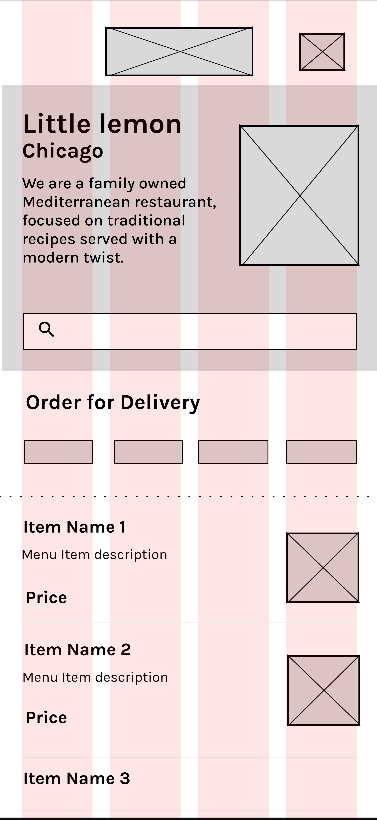 Little lemon
Chicago
We are a family owned
Mediterranean restaurant,
focused on traditional
recipes served with a
modern twist.
Order for Delivery
Item Name 1
Menu Item description
Price
Item Name 2
Menu Item description
Price
Item Name 3